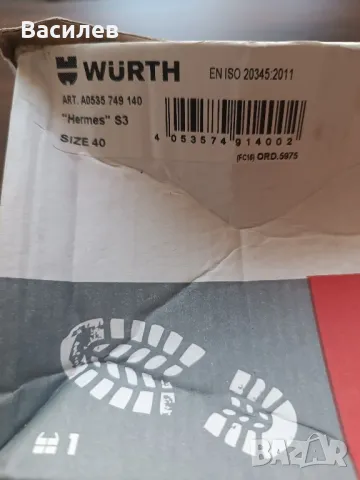 Василев
WÜRTH
EN ISO 20345:2011
ART. A0535 749 140
"Hermes" S3
SIZE 40
4 053574 914002
(FC18) ORD.5975
1
BAZAR